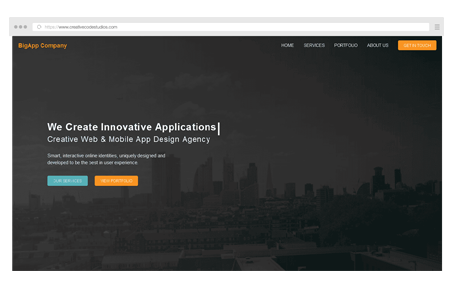 https://www.creativecodestudios.com
BigApp Company
HOME SERVICES PORTFOLIO ABOUT US GET IN TOUCH
We Create Innovative Applications
Creative Web & Mobile App Design Agency
Smart, interactive online identities, uniquely designed and
developed to be the best in user experience.
OUR SERVICES VIEW PORTFOLIO